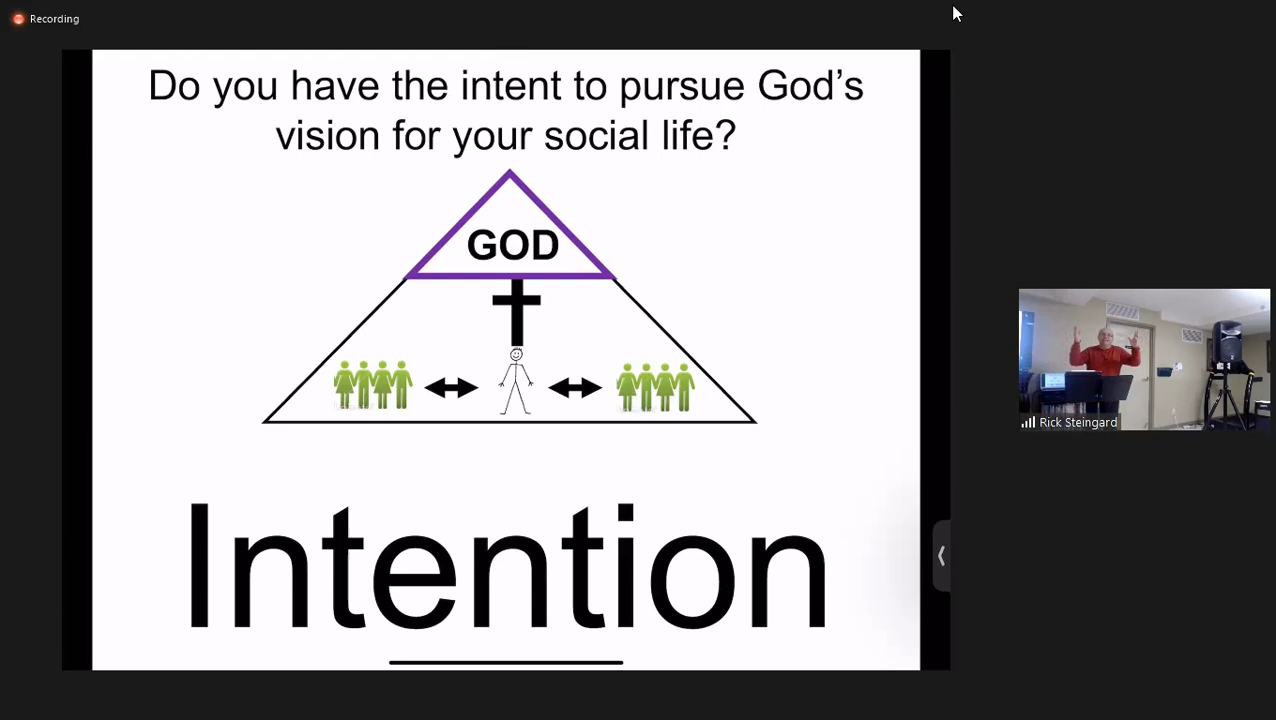 Recording
Do you have the intent to pursue God's
vision for your social life?
GOD
Intention
Rick Steingard